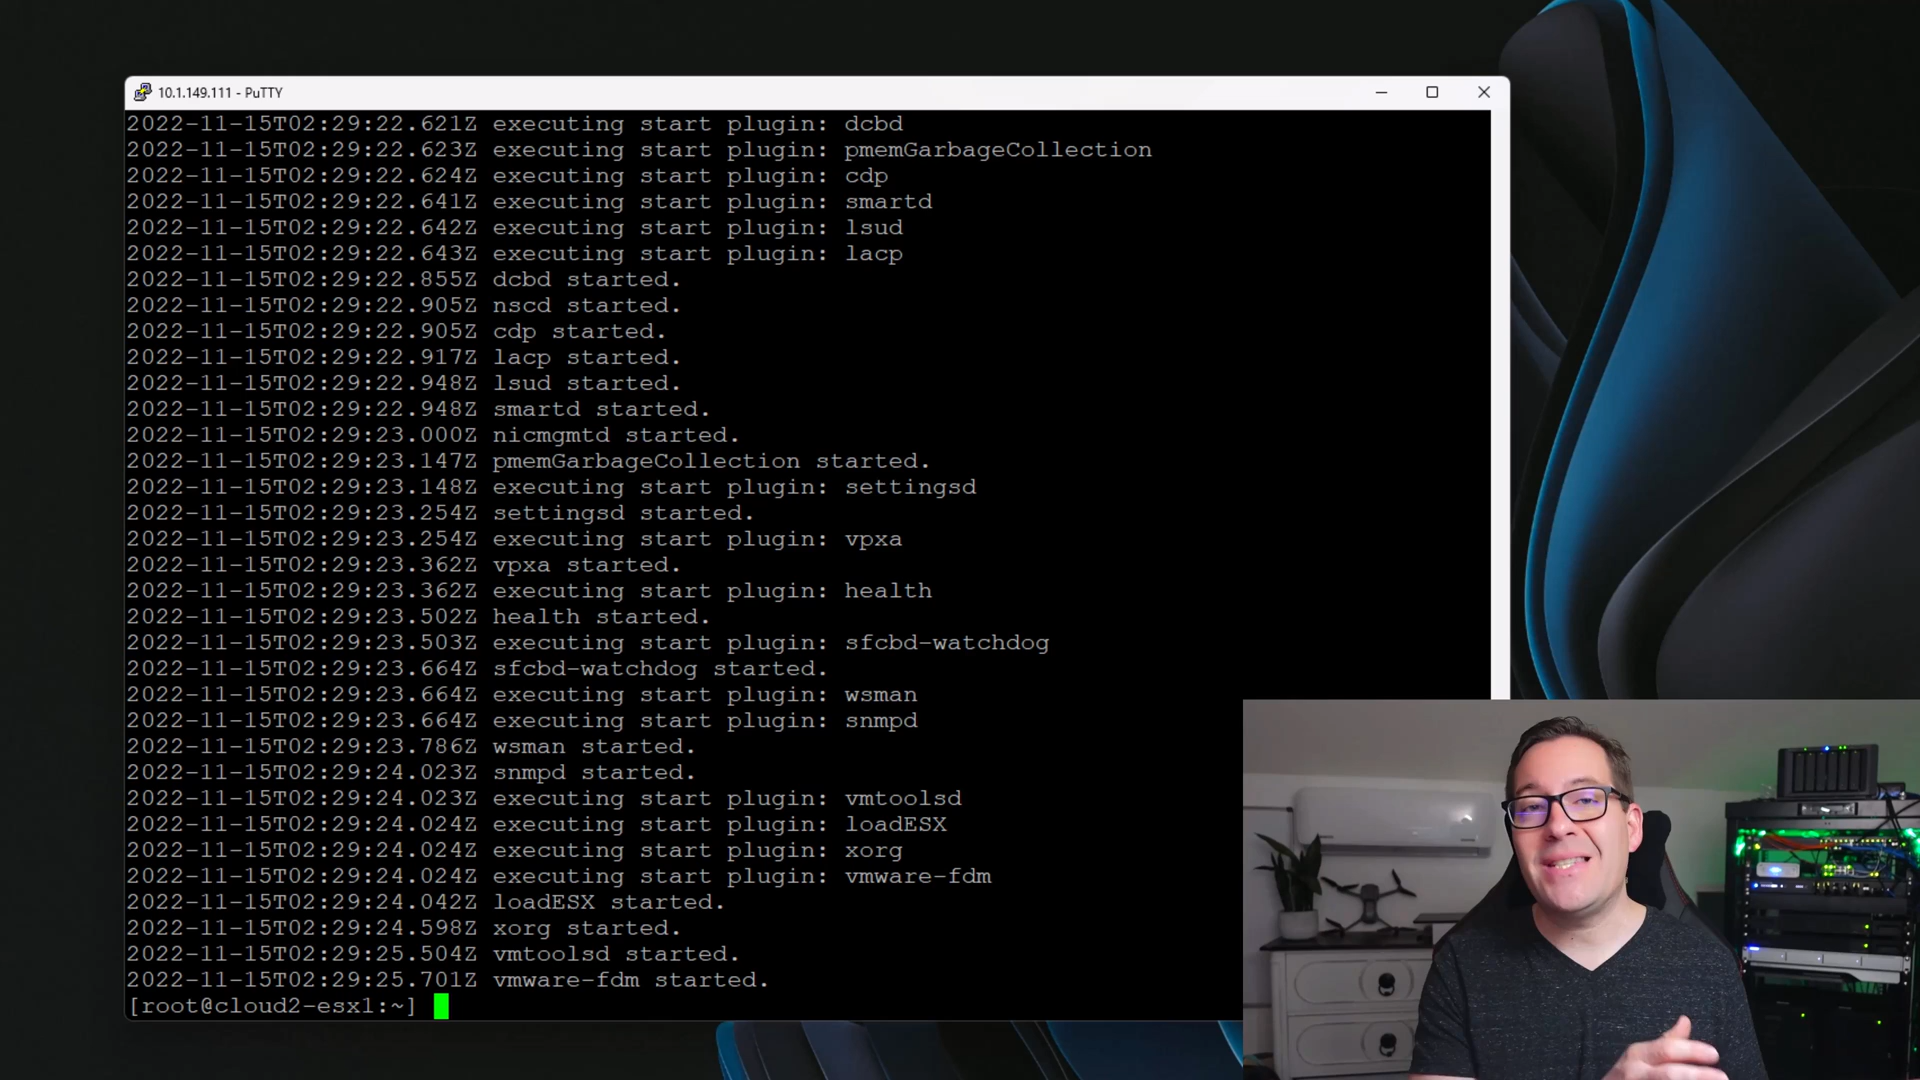 10.1.149.111 - PuTTY
2022-11-15T02:29:22.621Z executing start plugin: dcbd
2022-11-15T02:29:22.623Z executing start plugin: pmemGarbageCollection
2022-11-15T02:29:22.624Z executing start plugin: cdp
2022-11-15T02:29:22.641Z executing start plugin: smartd
2022-11-15T02:29:22.642Z executing start plugin: lsud
2022-11-15T02:29:22.643Z executing start plugin: lacp
2022-11-15T02:29:22.855Z dcbd started.
2022-11-15T02:29:22.905Z nscd started.
2022-11-15T02:29:22.905Z cdp started.
2022-11-15T02:29:22.917Z lacp started.
2022-11-15T02:29:22.948Z lsud started.
2022-11-15T02:29:22.948Z smartd started.
2022-11-15T02:29:23.000Z nicmgmtd started.
2022-11-15T02:29:23.147Z pmemGarbageCollection started.
2022-11-15T02:29:23.148Z executing start plugin: settingsd
2022-11-15T02:29:23.254Z settingsd started.
2022-11-15T02:29:23.254Z executing start plugin: vpxa
2022-11-15T02:29:23.362Z vpxa started.
2022-11-15T02:29:23.362Z executing start plugin: health
2022-11-15T02:29:23.502Z health started.
2022-11-15T02:29:23.503Z executing start plugin: sfcbd-watchdog
2022-11-15T02:29:23.664Z sfcbd-watchdog started.
2022-11-15T02:29:23.664Z executing start plugin: wsman
2022-11-15T02:29:23.664Z executing start plugin: snmpd
2022-11-15T02:29:23.786Z wsman started.
2022-11-15T02:29:24.023Z snmpd started.
2022-11-15T02:29:24.023Z executing start plugin: vmtoolsd
2022-11-15T02:29:24.024Z executing start plugin: loadESX
2022-11-15T02:29:24.024Z executing start plugin: xorg
2022-11-15T02:29:24.024Z executing start plugin: vmware-fdm
2022-11-15T02:29:24.042Z loadESX started.
2022-11-15T02:29:24.598Z xorg started.
2022-11-15T02:29:25.504Z vmtoolsd started.
2022-11-15T02:29:25.701Z vmware-fdm started.
[root@cloud2-esx1:~]